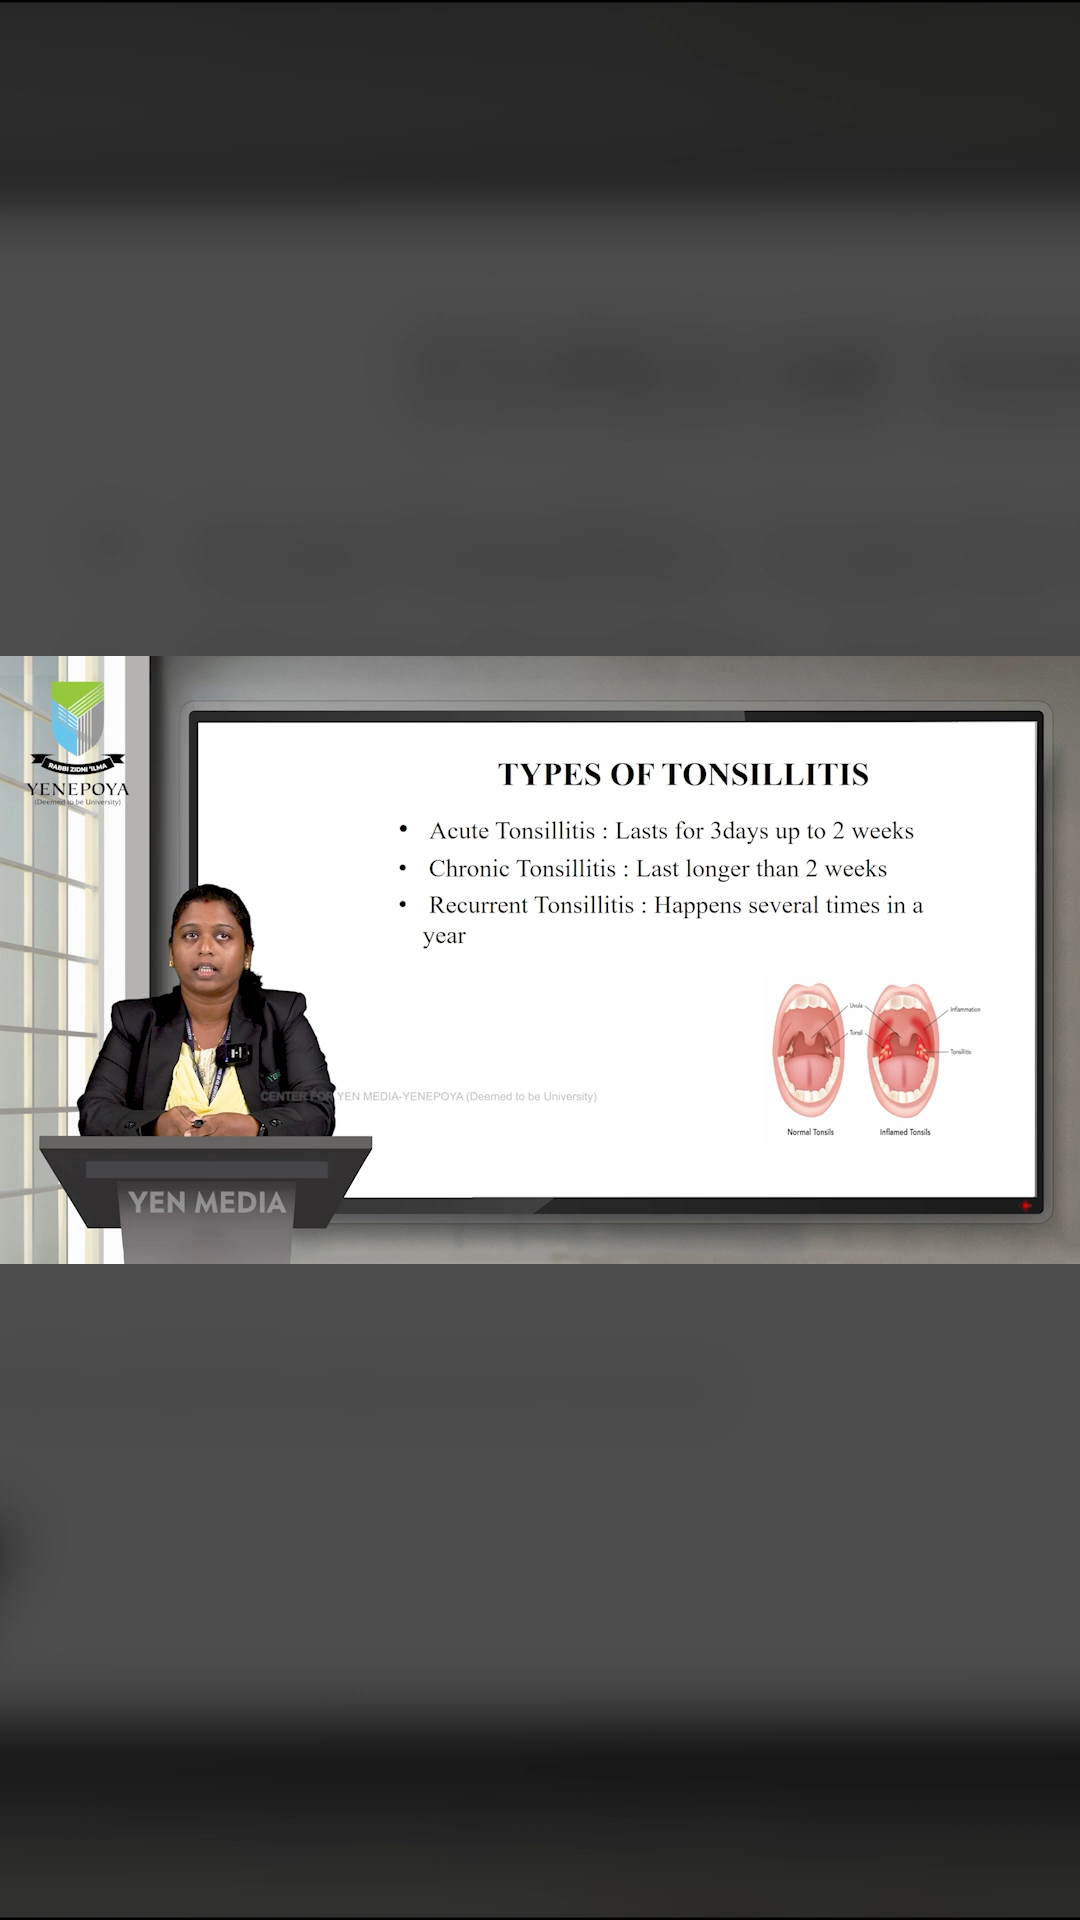 RABBI ZIDNI 'ILMA
YENEPOYA
(Deemed to be University)
TYPES OF TONSILLITIS
• Acute Tonsillitis : Lasts for 3days up to 2 weeks
• Chronic Tonsillitis : Last longer than 2 weeks
• Recurrent Tonsillitis : Happens several times in a
year
Uvula
Tonsil
Inflammation
Tonsillitis
Normal Tonsils
Inflamed Tonsils
CENTER FOR YEN MEDIA-YENEPOYA (Deemed to be University)
YEN MEDIA